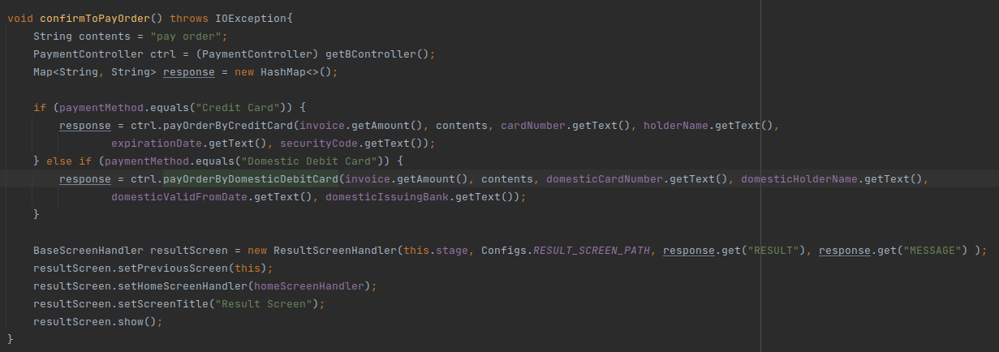 void confirmToPayOrder() throws IOException{
    String contents = "pay order";
    PaymentController ctrl = (PaymentController) getBController();
    Map<String, String> response = new HashMap<>();

    if (paymentMethod.equals("Credit Card")) {
        response = ctrl.payOrderByCreditCard(invoice.getAmount(), contents, cardNumber.getText(), holderName.getText(),
                expirationDate.getText(), securityCode.getText());
    } else if (paymentMethod.equals("Domestic Debit Card")) {
        response = ctrl.payOrderByDomesticDebitCard(invoice.getAmount(), contents, domesticCardNumber.getText(), domesticHolderName.getText(),
                domesticValidFromDate.getText(), domesticIssuingBank.getText());
    }

    BaseScreenHandler resultScreen = new ResultScreenHandler(this.stage, Configs.RESULT_SCREEN_PATH, response.get("RESULT"), response.get("MESSAGE") );
    resultScreen.setPreviousScreen(this);
    resultScreen.setHomeScreenHandler(homeScreenHandler);
    resultScreen.setScreenTitle("Result Screen");
    resultScreen.show();
}